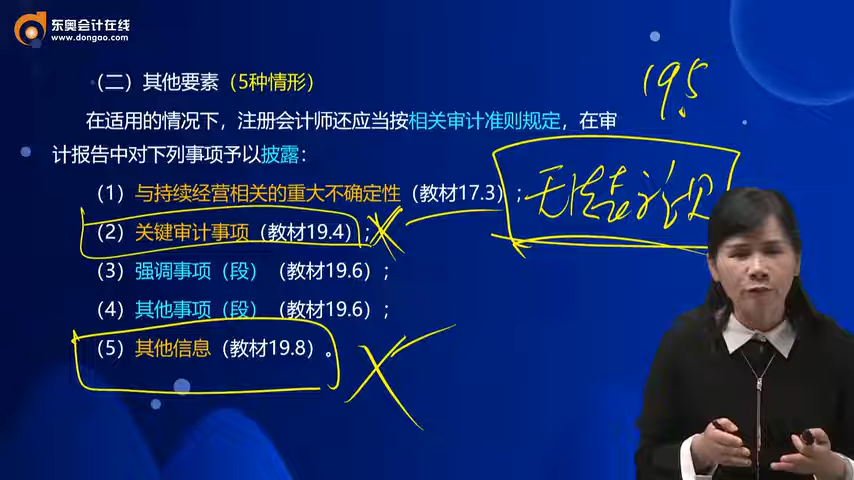 东奥会计在线
www.dongao.com
(二)其他要素(5种情形)
19.5
在适用的情况下,注册会计师还应当按相关审计准则规定,在审
计报告中对下列事项予以披露:
(1)与持续经营相关的重大不确定性(教材17.3);
无法表示意见
(2)关键审计事项(教材19.4);
(3)强调事项(段)(教材19.6);
(4)其他事项(段)(教材19.6);
(5)其他信息(教材19.8)。